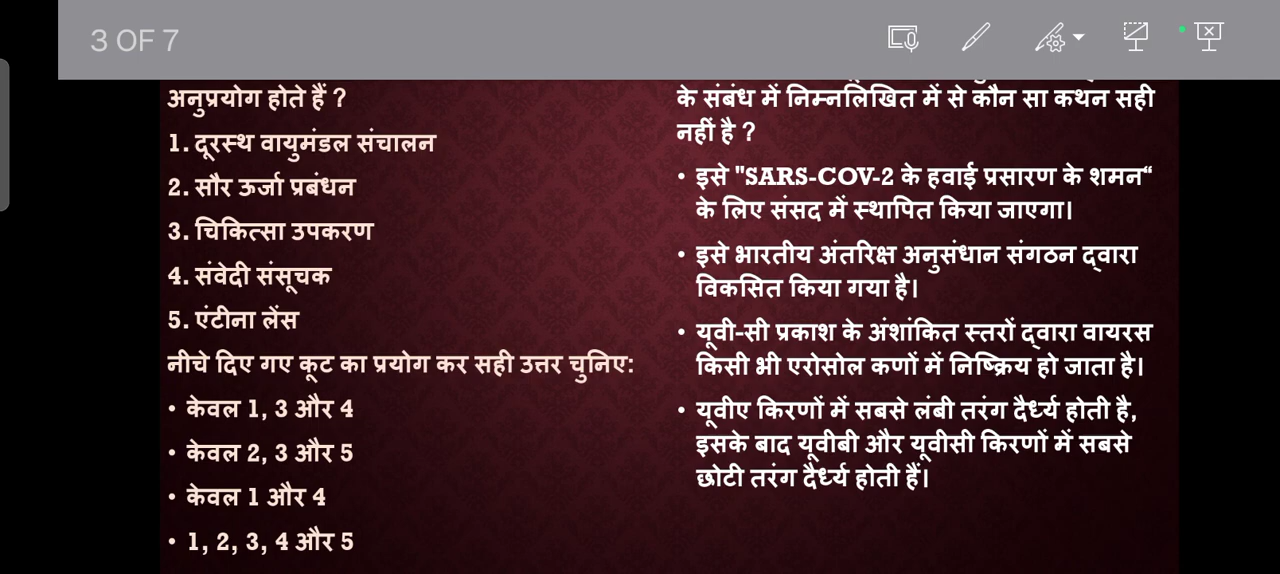 3 OF 7
अनुप्रयोग होते हैं ?
1. दूरस्थ वायुमंडल संचालन
2. सौर ऊर्जा प्रबंधन
3. चिकित्सा उपकरण
4. संवेदी संसूचक
5. एंटीना लेंस
नीचे दिए गए कूट का प्रयोग कर सही उत्तर चुनिए:
• केवल 1, 3 और 4
• केवल 2, 3 और 5
• केवल 1 और 4
• 1, 2, 3, 4 और 5
के संबंध में निम्नलिखित में से कौन सा कथन सही
नहीं है ?
• इसे "SARS-COV-2 के हवाई प्रसारण के शमन“
के लिए संसद में स्थापित किया जाएगा।
• इसे भारतीय अंतरिक्ष अनुसंधान संगठन द्वारा
विकसित किया गया है।
• यूवी-सी प्रकाश के अंशांकित स्तरों द्वारा वायरस
किसी भी एरोसोल कणों में निष्क्रिय हो जाता है।
• यूवीए किरणों में सबसे लंबी तरंग दैर्ध्य होती है,
इसके बाद यूवीबी और यूवीसी किरणों में सबसे
छोटी तरंग दैर्ध्य होती हैं।